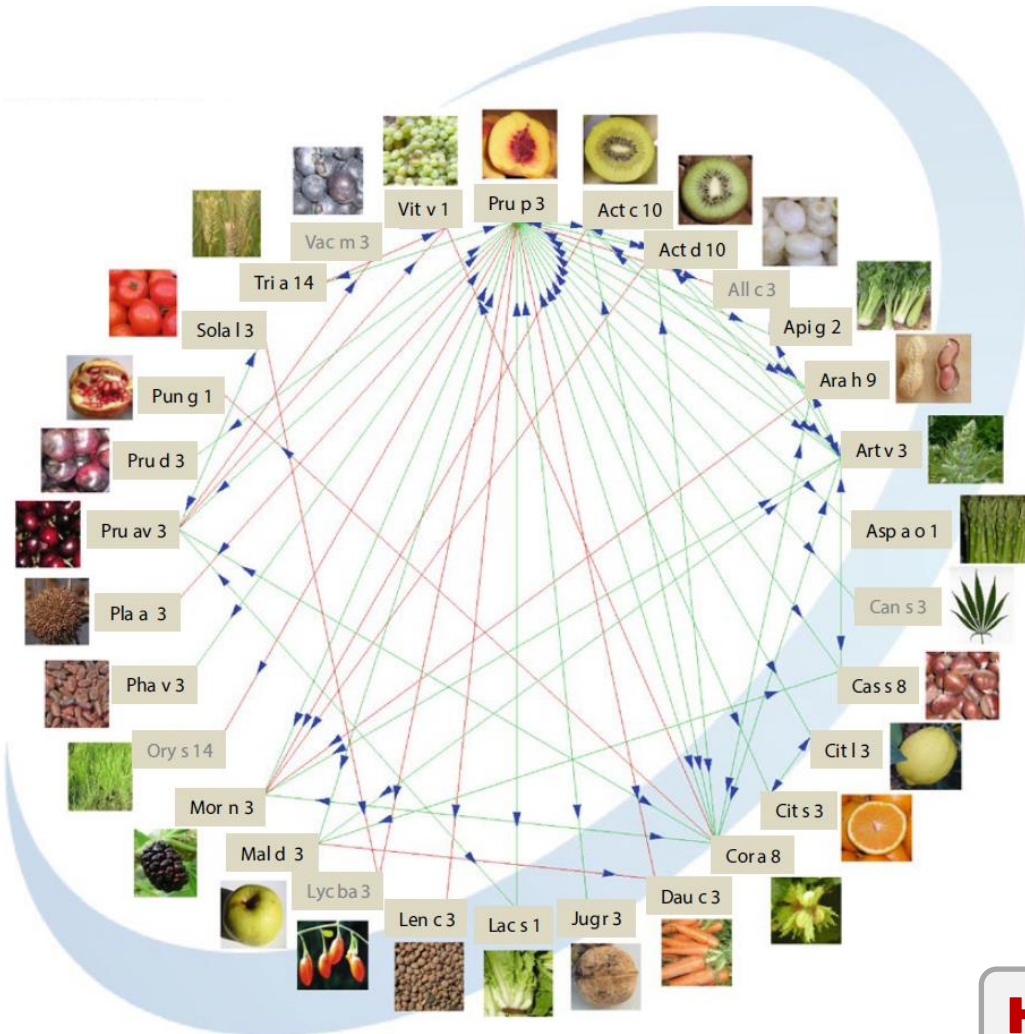 Pru p 3
Act c 10
Act d 10
All c 3
Api g 2
Ara h 9
Art v 3
Asp a o 1
Can s 3
Cas s 8
Cit l 3
Cit s 3
Cor a 8
Dau c 3
Jug r 3
Lac s 1
Len c 3
Lyc ba 3
Mal d 3
Mor n 3
Ory s 14
Pha v 3
Pla a 3
Pru av 3
Pru d 3
Pun g 1
Sola l 3
Tri a 14
Vac m 3
Vit v 1